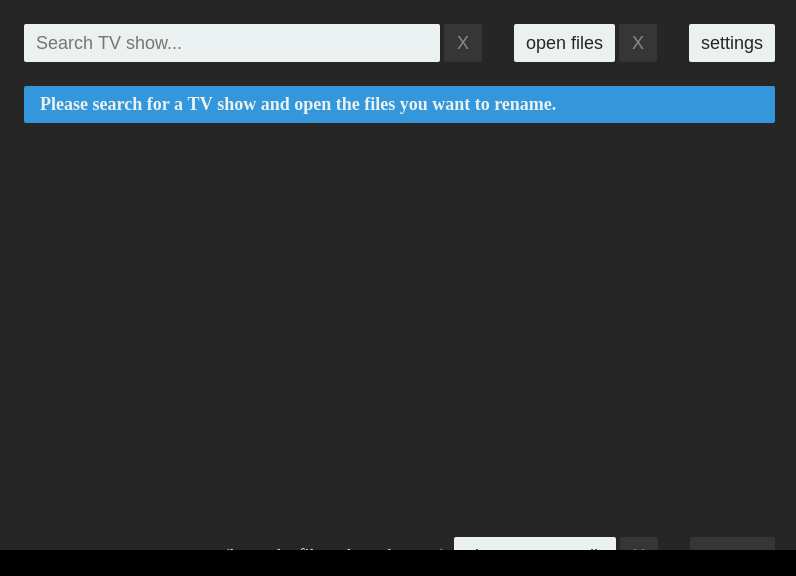 Search TV show...
X
open files
X
settings
Please search for a TV show and open the files you want to rename.